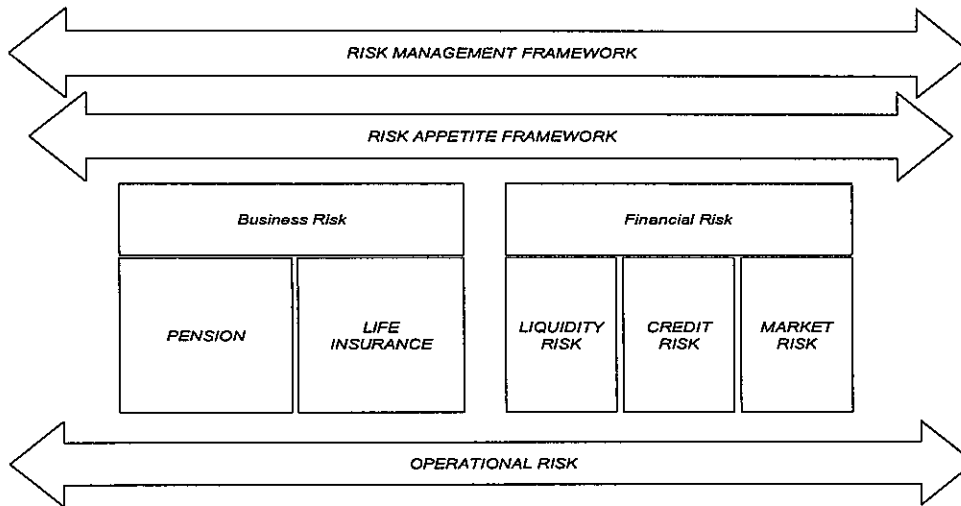 RISK MANAGEMENT FRAMEWORK
RISK APPETITE FRAMEWORK
Business Risk
Financial Risk
PENSION
LIFE
INSURANCE
LIQUIDITY
RISK
CREDIT
RISK
MARKET
RISK
OPERATIONAL RISK